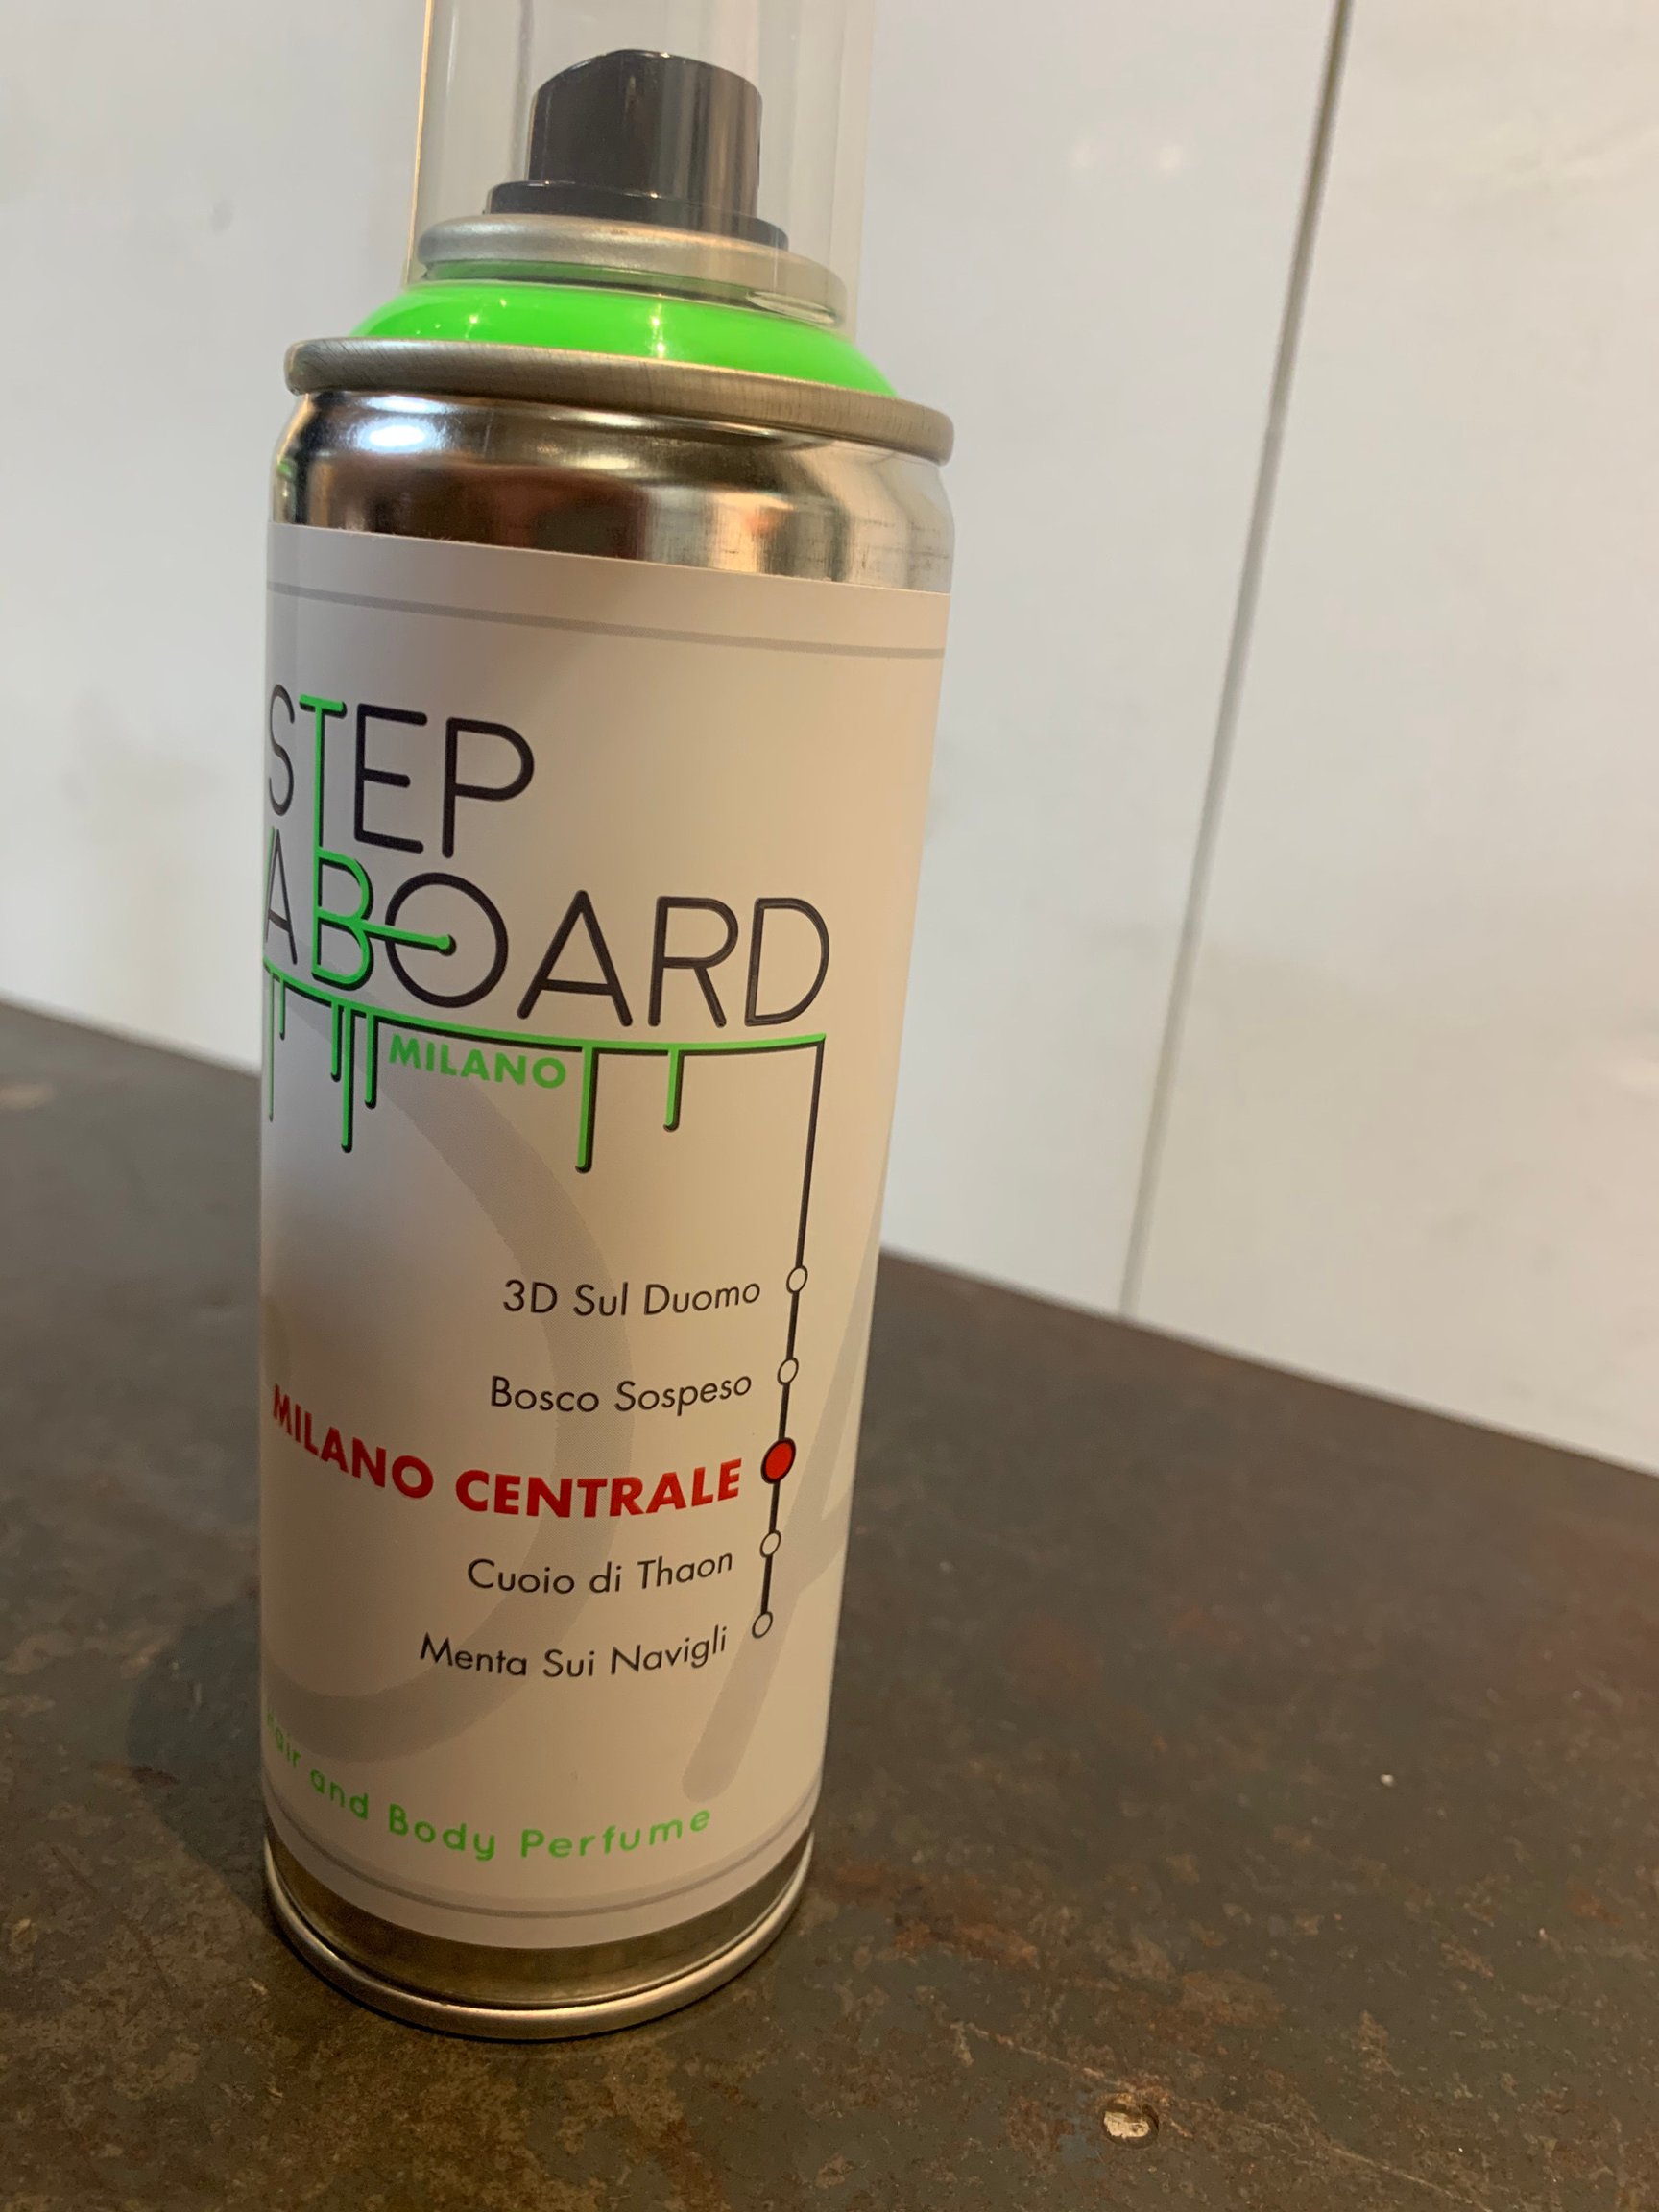 STEP
ABOARD
MILANO
3D Sul Duomo
Bosco Sospeso
MILANO CENTRALE
Cuoio di Thaon
Menta Sui Navigli
and Body Perfume